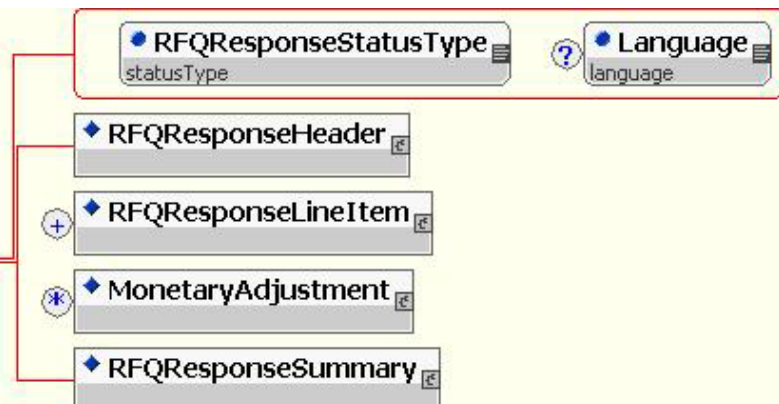 RFQResponseStatusType ? Language
statusType language
RFQResponseHeader
+ RFQResponseLineItem
* MonetaryAdjustment
RFQResponseSummary